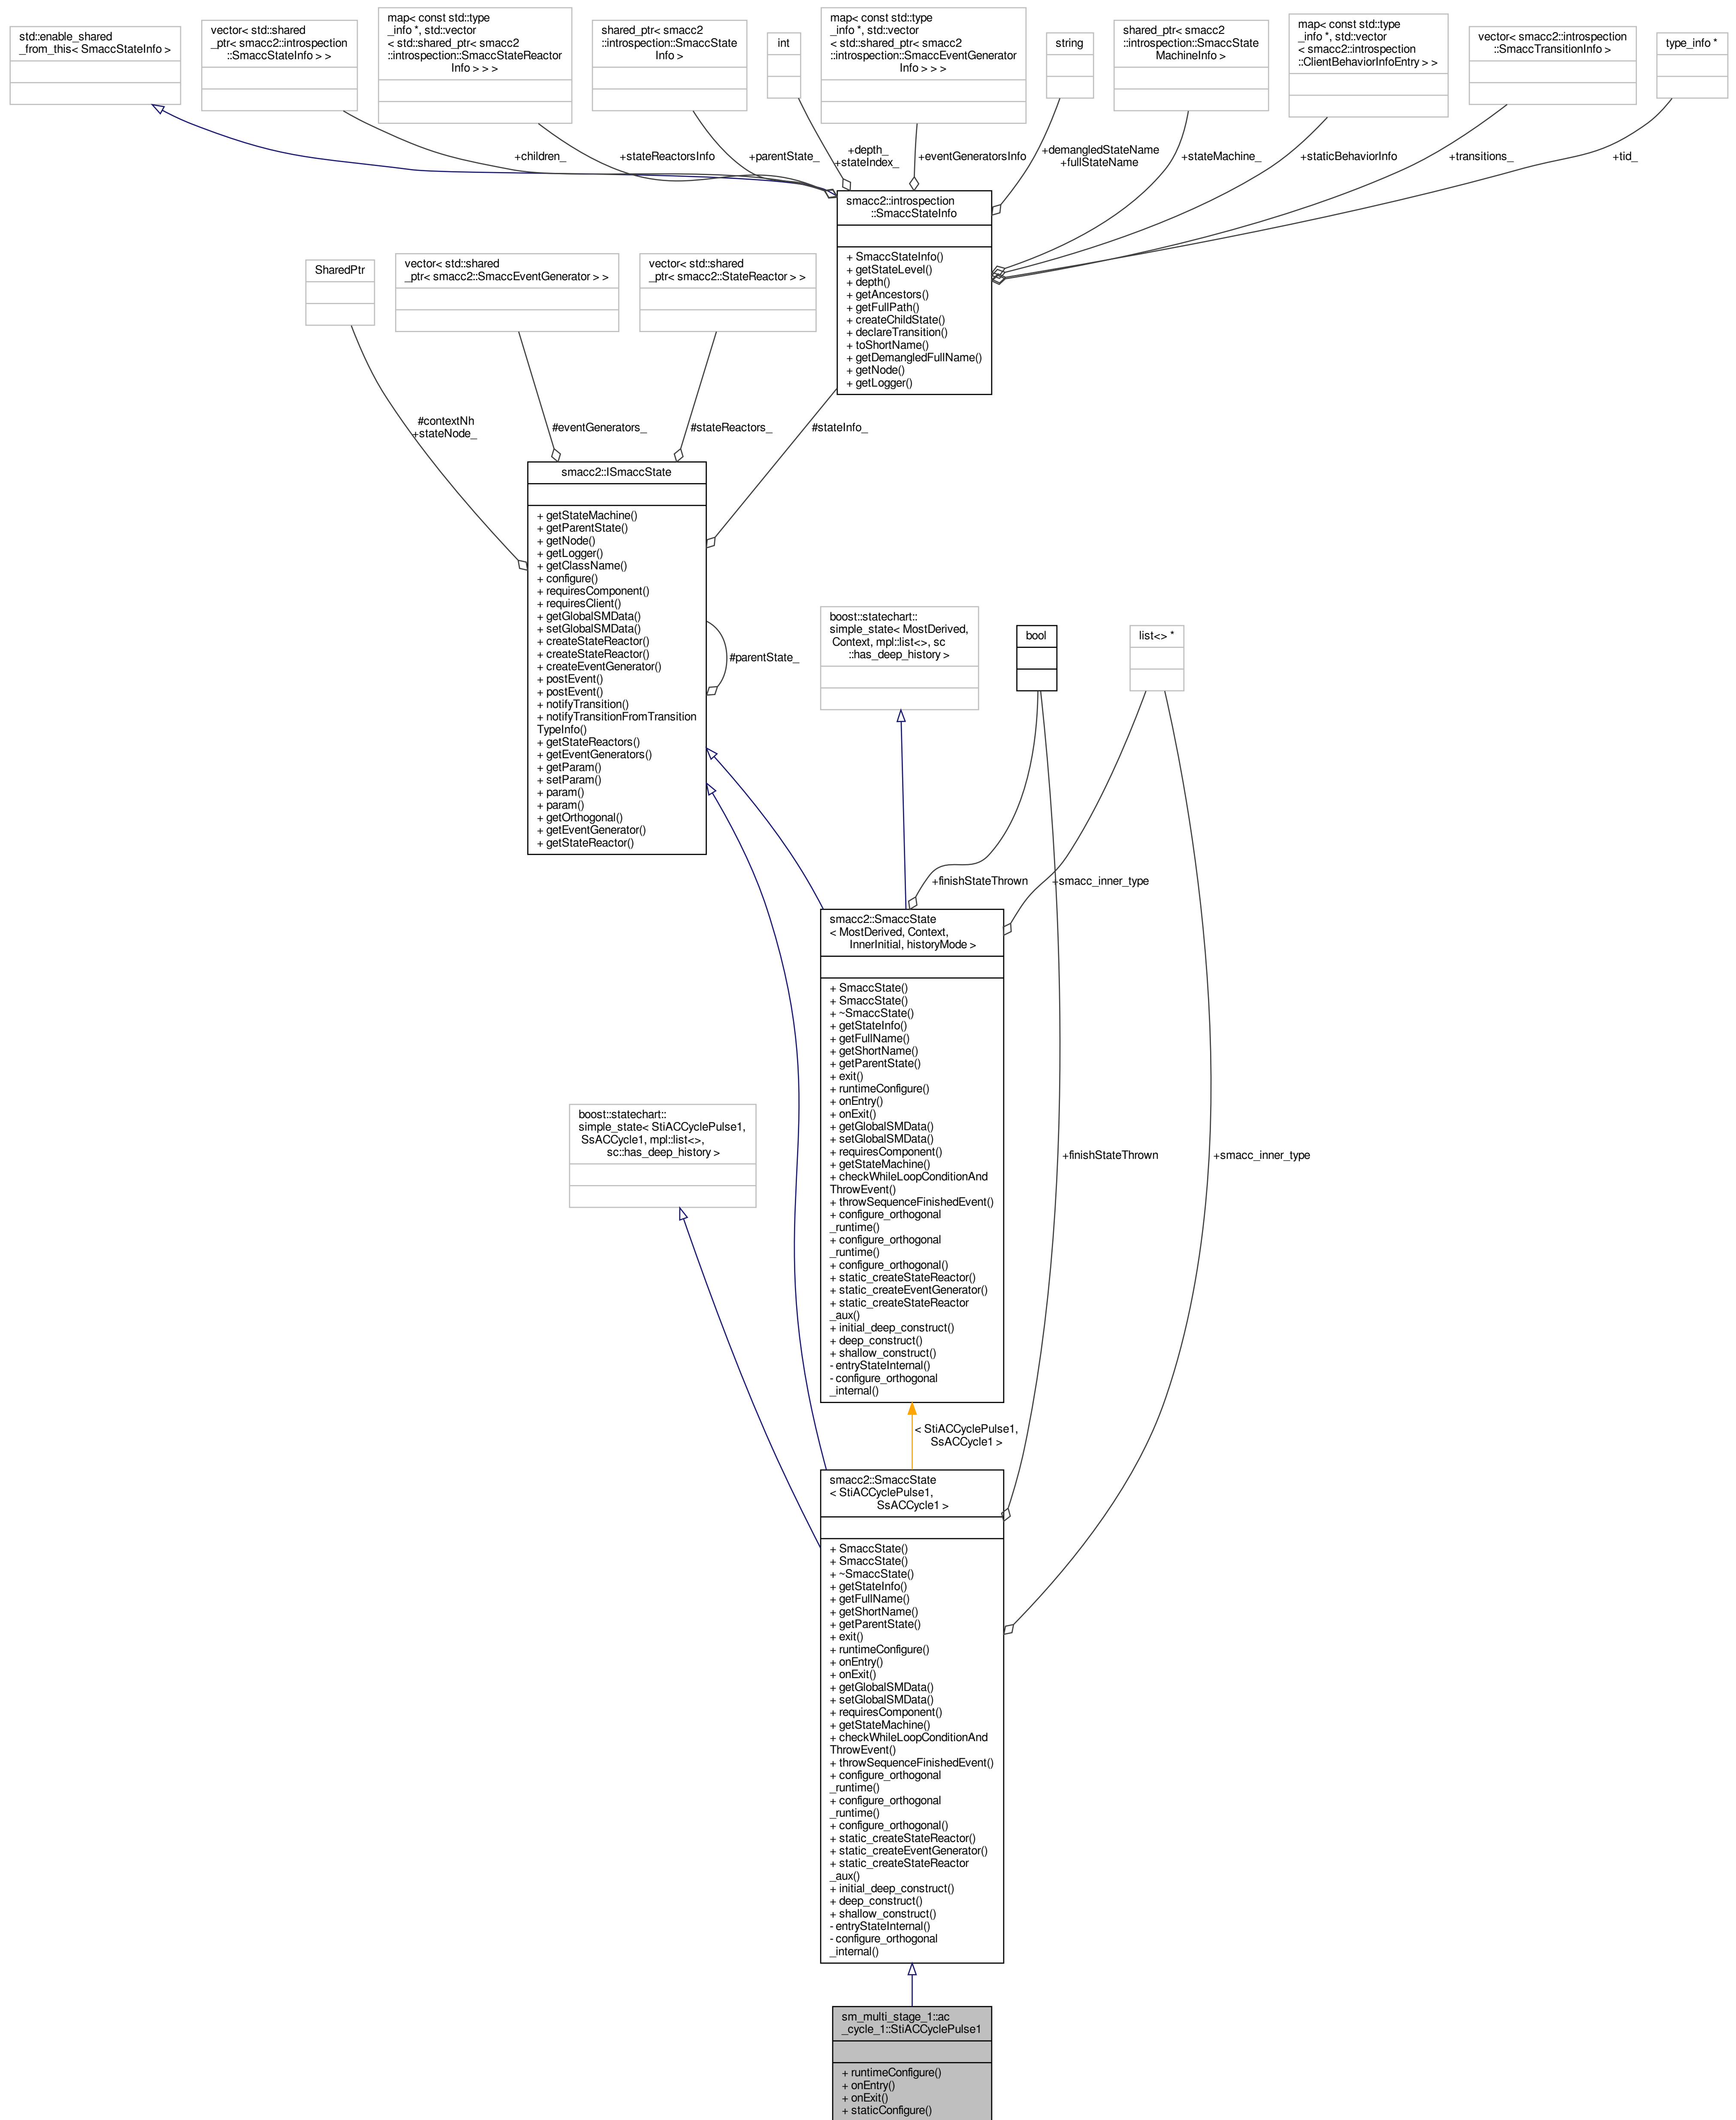 std::enable_shared
_from_this< SmaccStateInfo >
vector< std::shared
_ptr< smacc2::introspection
::SmaccStateInfo > >
map< const std::type
_info *, std::vector
< std::shared_ptr< smacc2
::introspection::SmaccStateReactor
Info > > >
shared_ptr< smacc2
::introspection::SmaccState
Info >
int
map< const std::type
_info *, std::vector
< std::shared_ptr< smacc2
::introspection::SmaccEventGenerator
Info > > >
string
shared_ptr< smacc2
::introspection::SmaccState
MachineInfo >
map< const std::type
_info *, std::vector
< smacc2::introspection
::ClientBehaviorInfoEntry > >
vector< smacc2::introspection
::SmaccTransitionInfo >
type_info *
+children_
+stateReactorsInfo
+parentState_
+depth_
+stateIndex_
+eventGeneratorsInfo
+demangledStateName
+fullStateName
+stateMachine_
+staticBehaviorInfo
+transitions_
+tid_
smacc2::introspection
::SmaccStateInfo
+ SmaccStateInfo()
+ getStateLevel()
+ depth()
+ getAncestors()
+ getFullPath()
+ createChildState()
+ declareTransition()
+ toShortName()
+ getDemangledFullName()
+ getNode()
+ getLogger()
SharedPtr
vector< std::shared
_ptr< smacc2::SmaccEventGenerator > >
vector< std::shared
_ptr< smacc2::StateReactor > >
#contextNh
+stateNode_
#eventGenerators_
#stateReactors_
#stateInfo_
smacc2::ISmaccState
+ getStateMachine()
+ getParentState()
+ getNode()
+ getLogger()
+ getClassName()
+ configure()
+ requiresComponent()
+ requiresClient()
+ getGlobalSMData()
+ setGlobalSMData()
+ createStateReactor()
+ createStateReactor()
+ createEventGenerator()
+ postEvent()
+ postEvent()
+ notifyTransition()
+ notifyTransitionFromTransition
TypeInfo()
+ getStateReactors()
+ getEventGenerators()
+ getParam()
+ setParam()
+ param()
+ param()
+ getOrthogonal()
+ getEventGenerator()
+ getStateReactor()
#parentState_
boost::statechart::
simple_state< MostDerived,
Context, mpl::list<>, sc
::has_deep_history >
bool
list<> *
+finishStateThrown
+smacc_inner_type
smacc2::SmaccState
< MostDerived, Context,
InnerInitial, historyMode >
+ SmaccState()
+ SmaccState()
+ ~SmaccState()
+ getStateInfo()
+ getFullName()
+ getShortName()
+ getParentState()
+ exit()
+ runtimeConfigure()
+ onEntry()
+ onExit()
+ getGlobalSMData()
+ setGlobalSMData()
+ requiresComponent()
+ getStateMachine()
+ checkWhileLoopConditionAnd
ThrowEvent()
+ throwSequenceFinishedEvent()
+ configure_orthogonal
_runtime()
+ configure_orthogonal
_runtime()
+ configure_orthogonal()
+ static_createStateReactor()
+ static_createEventGenerator()
+ static_createStateReactor
_aux()
+ initial_deep_construct()
+ deep_construct()
+ shallow_construct()
- entryStateInternal()
- configure_orthogonal
_internal()
boost::statechart::
simple_state< StiACCyclePulse1,
SsACCycle1, mpl::list<>,
sc::has_deep_history >
+finishStateThrown
+smacc_inner_type
< StiACCyclePulse1,
SsACCycle1 >
smacc2::SmaccState
< StiACCyclePulse1,
SsACCycle1 >
+ SmaccState()
+ SmaccState()
+ ~SmaccState()
+ getStateInfo()
+ getFullName()
+ getShortName()
+ getParentState()
+ exit()
+ runtimeConfigure()
+ onEntry()
+ onExit()
+ getGlobalSMData()
+ setGlobalSMData()
+ requiresComponent()
+ getStateMachine()
+ checkWhileLoopConditionAnd
ThrowEvent()
+ throwSequenceFinishedEvent()
+ configure_orthogonal
_runtime()
+ configure_orthogonal
_runtime()
+ configure_orthogonal()
+ static_createStateReactor()
+ static_createEventGenerator()
+ static_createStateReactor
_aux()
+ initial_deep_construct()
+ deep_construct()
+ shallow_construct()
- entryStateInternal()
- configure_orthogonal
_internal()
sm_multi_stage_1::ac
_cycle_1::StiACCyclePulse1
+ runtimeConfigure()
+ onEntry()
+ onExit()
+ staticConfigure()